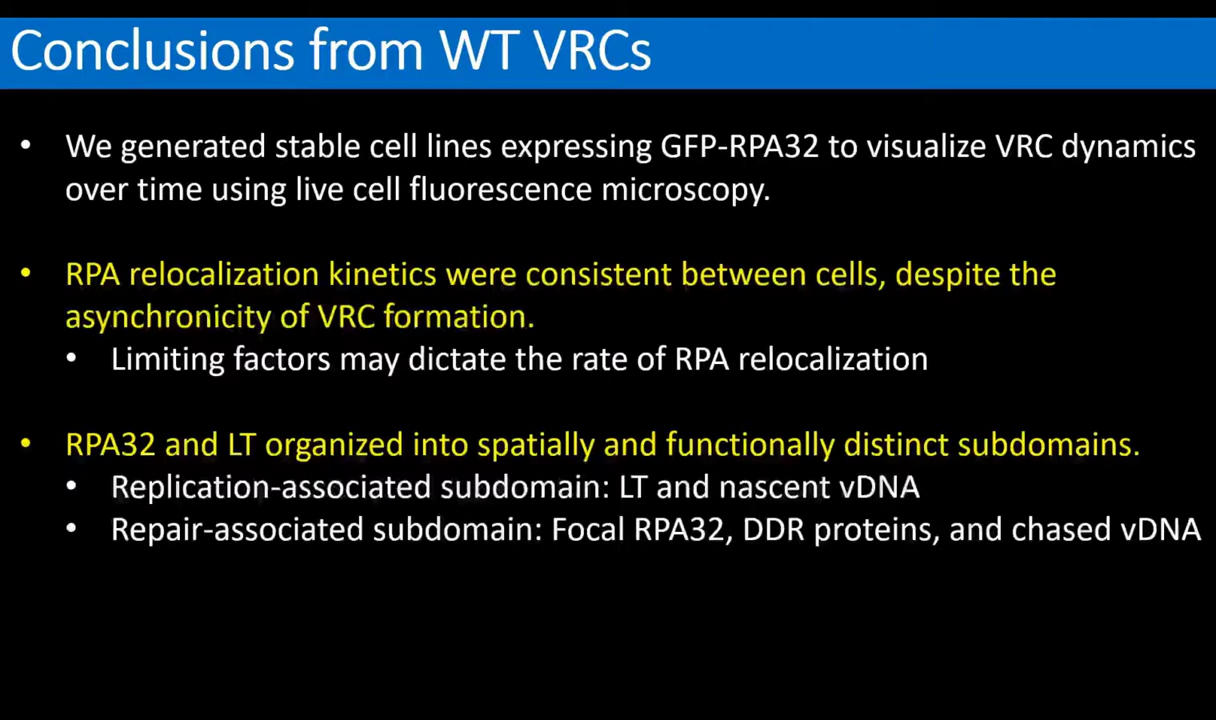 Conclusions from WT VRCs
• We generated stable cell lines expressing GFP-RPA32 to visualize VRC dynamics
over time using live cell fluorescence microscopy.
• RPA relocalization kinetics were consistent between cells, despite the
asynchronicity of VRC formation.
• Limiting factors may dictate the rate of RPA relocalization
• RPA32 and LT organized into spatially and functionally distinct subdomains.
• Replication-associated subdomain: LT and nascent vDNA
• Repair-associated subdomain: Focal RPA32, DDR proteins, and chased vDNA